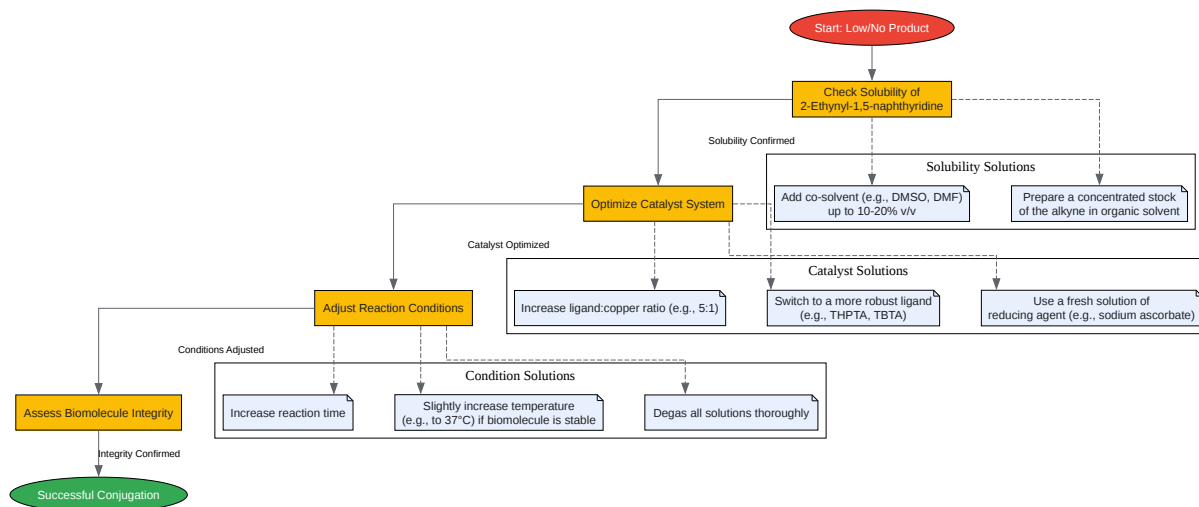 Start: Low/No Product
Check Solubility of
2-Ethynyl-1,5-naphthyridine
Solubility Confirmed
Solubility Solutions
Add co-solvent (e.g., DMSO, DMF)
up to 10-20% v/v
Prepare a concentrated stock
of the alkyne in organic solvent
Optimize Catalyst System
Catalyst Optimized
Catalyst Solutions
Increase ligand:copper ratio (e.g., 5:1)
Switch to a more robust ligand
(e.g., THPTA, TBTA)
Use a fresh solution of
reducing agent (e.g., sodium ascorbate)
Adjust Reaction Conditions
Conditions Adjusted
Condition Solutions
Increase reaction time
Slightly increase temperature
(e.g., to 37°C) if biomolecule is stable
Degas all solutions thoroughly
Assess Biomolecule Integrity
Integrity Confirmed
Successful Conjugation